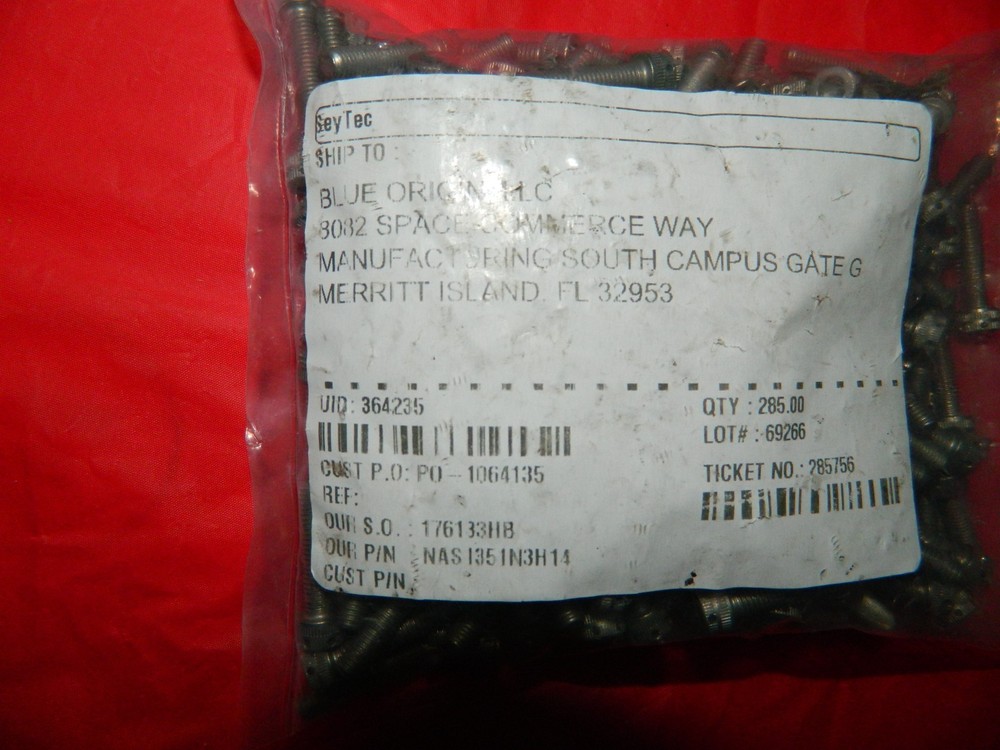 SeyTec
SHIP TO :
BLUE ORIGIN, LLC
8082 SPACE COMMERCE WAY
MANUFACTURING SOUTH CAMPUS GATE G
MERRITT ISLAND, FL 32953
UID: 364235
QTY : 285.00
LOT# : 69266
CUST P.O: PO - 1064135
TICKET NO.: 285756
REF:
OUR S.O. : 176133HB
OUR P/N NAS1351N3H14
CUST P/N